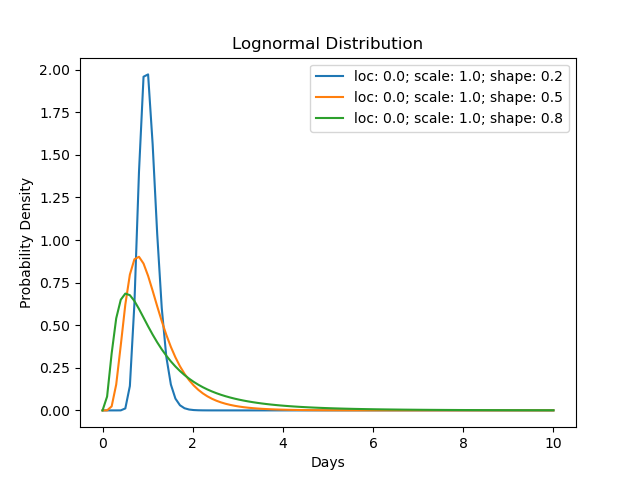 Lognormal Distribution
loc: 0.0; scale: 1.0; shape: 0.2
loc: 0.0; scale: 1.0; shape: 0.5
loc: 0.0; scale: 1.0; shape: 0.8
Probability Density
2.00
1.75
1.50
1.25
1.00
0.75
0.50
0.25
0.00
0 2 4 6 8 10
Days